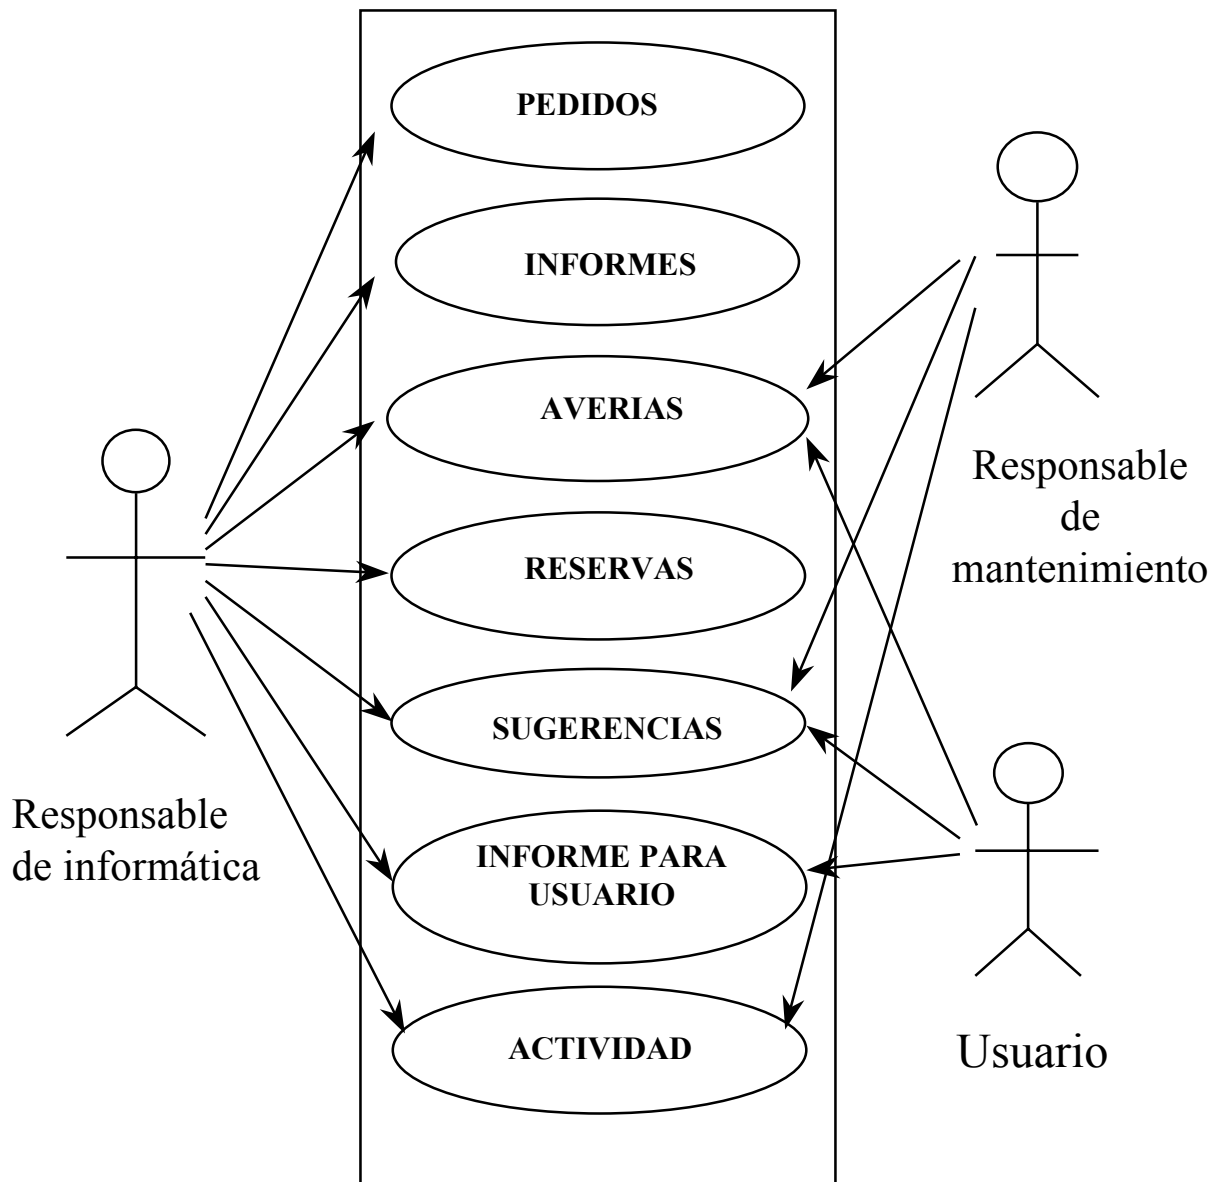 PEDIDOS
INFORMES
AVERIAS
RESERVAS
SUGERENCIAS
INFORME PARA
USUARIO
ACTIVIDAD
Responsable
de informática
Responsable
de
mantenimiento
Usuario